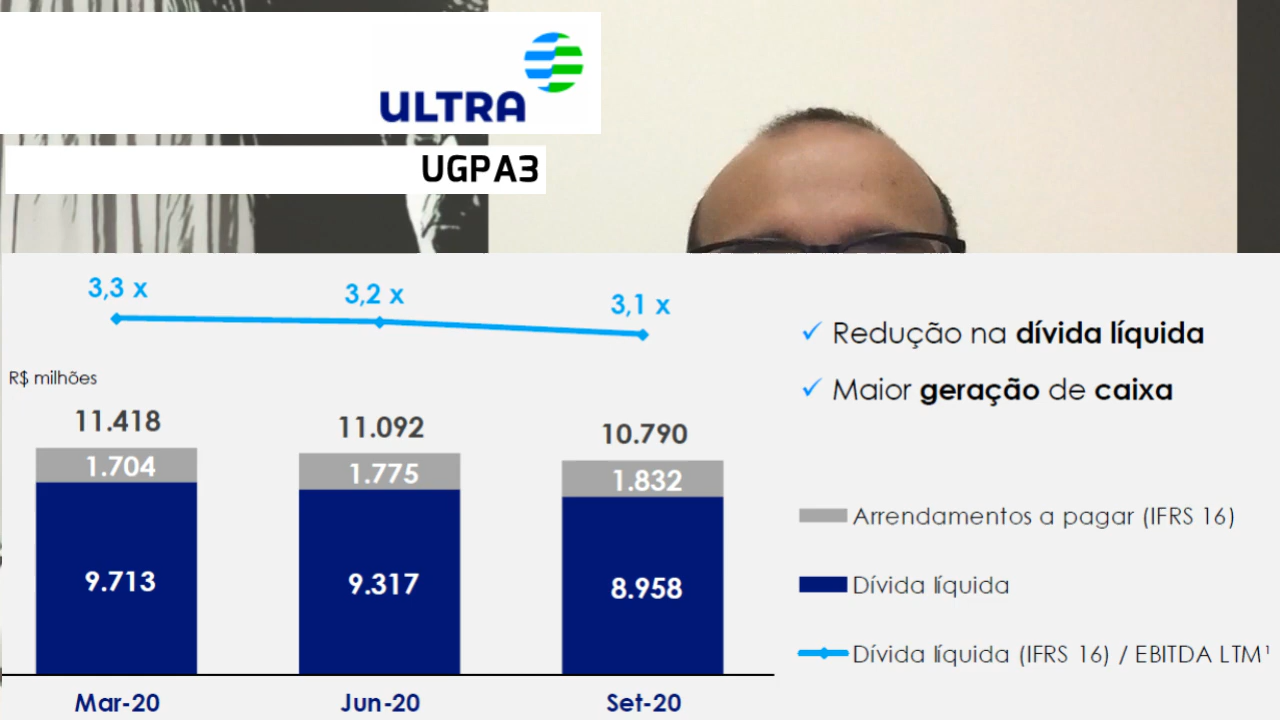 ULTRA
UGPA3
3,3 x
3,2 x
3,1 x
R$ milhões
11.418
11.092
10.790
1.704
1.775
1.832
9.713
9.317
8.958
Mar-20
Jun-20
Set-20
✓ Redução na dívida líquida
✓ Maior geração de caixa
Arrendamentos a pagar (IFRS 16)
Dívida líquida
Dívida líquida (IFRS 16) / EBITDA LTM¹